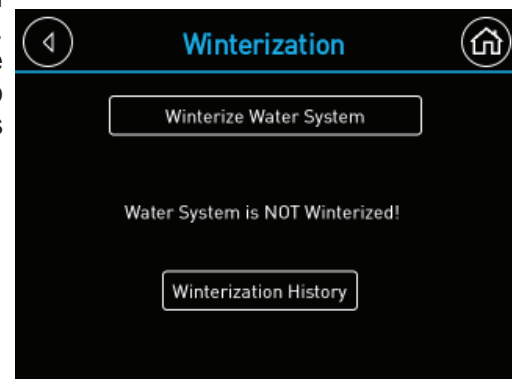 Winterization
Winterize Water System
Water System is NOT Winterized!
Winterization History